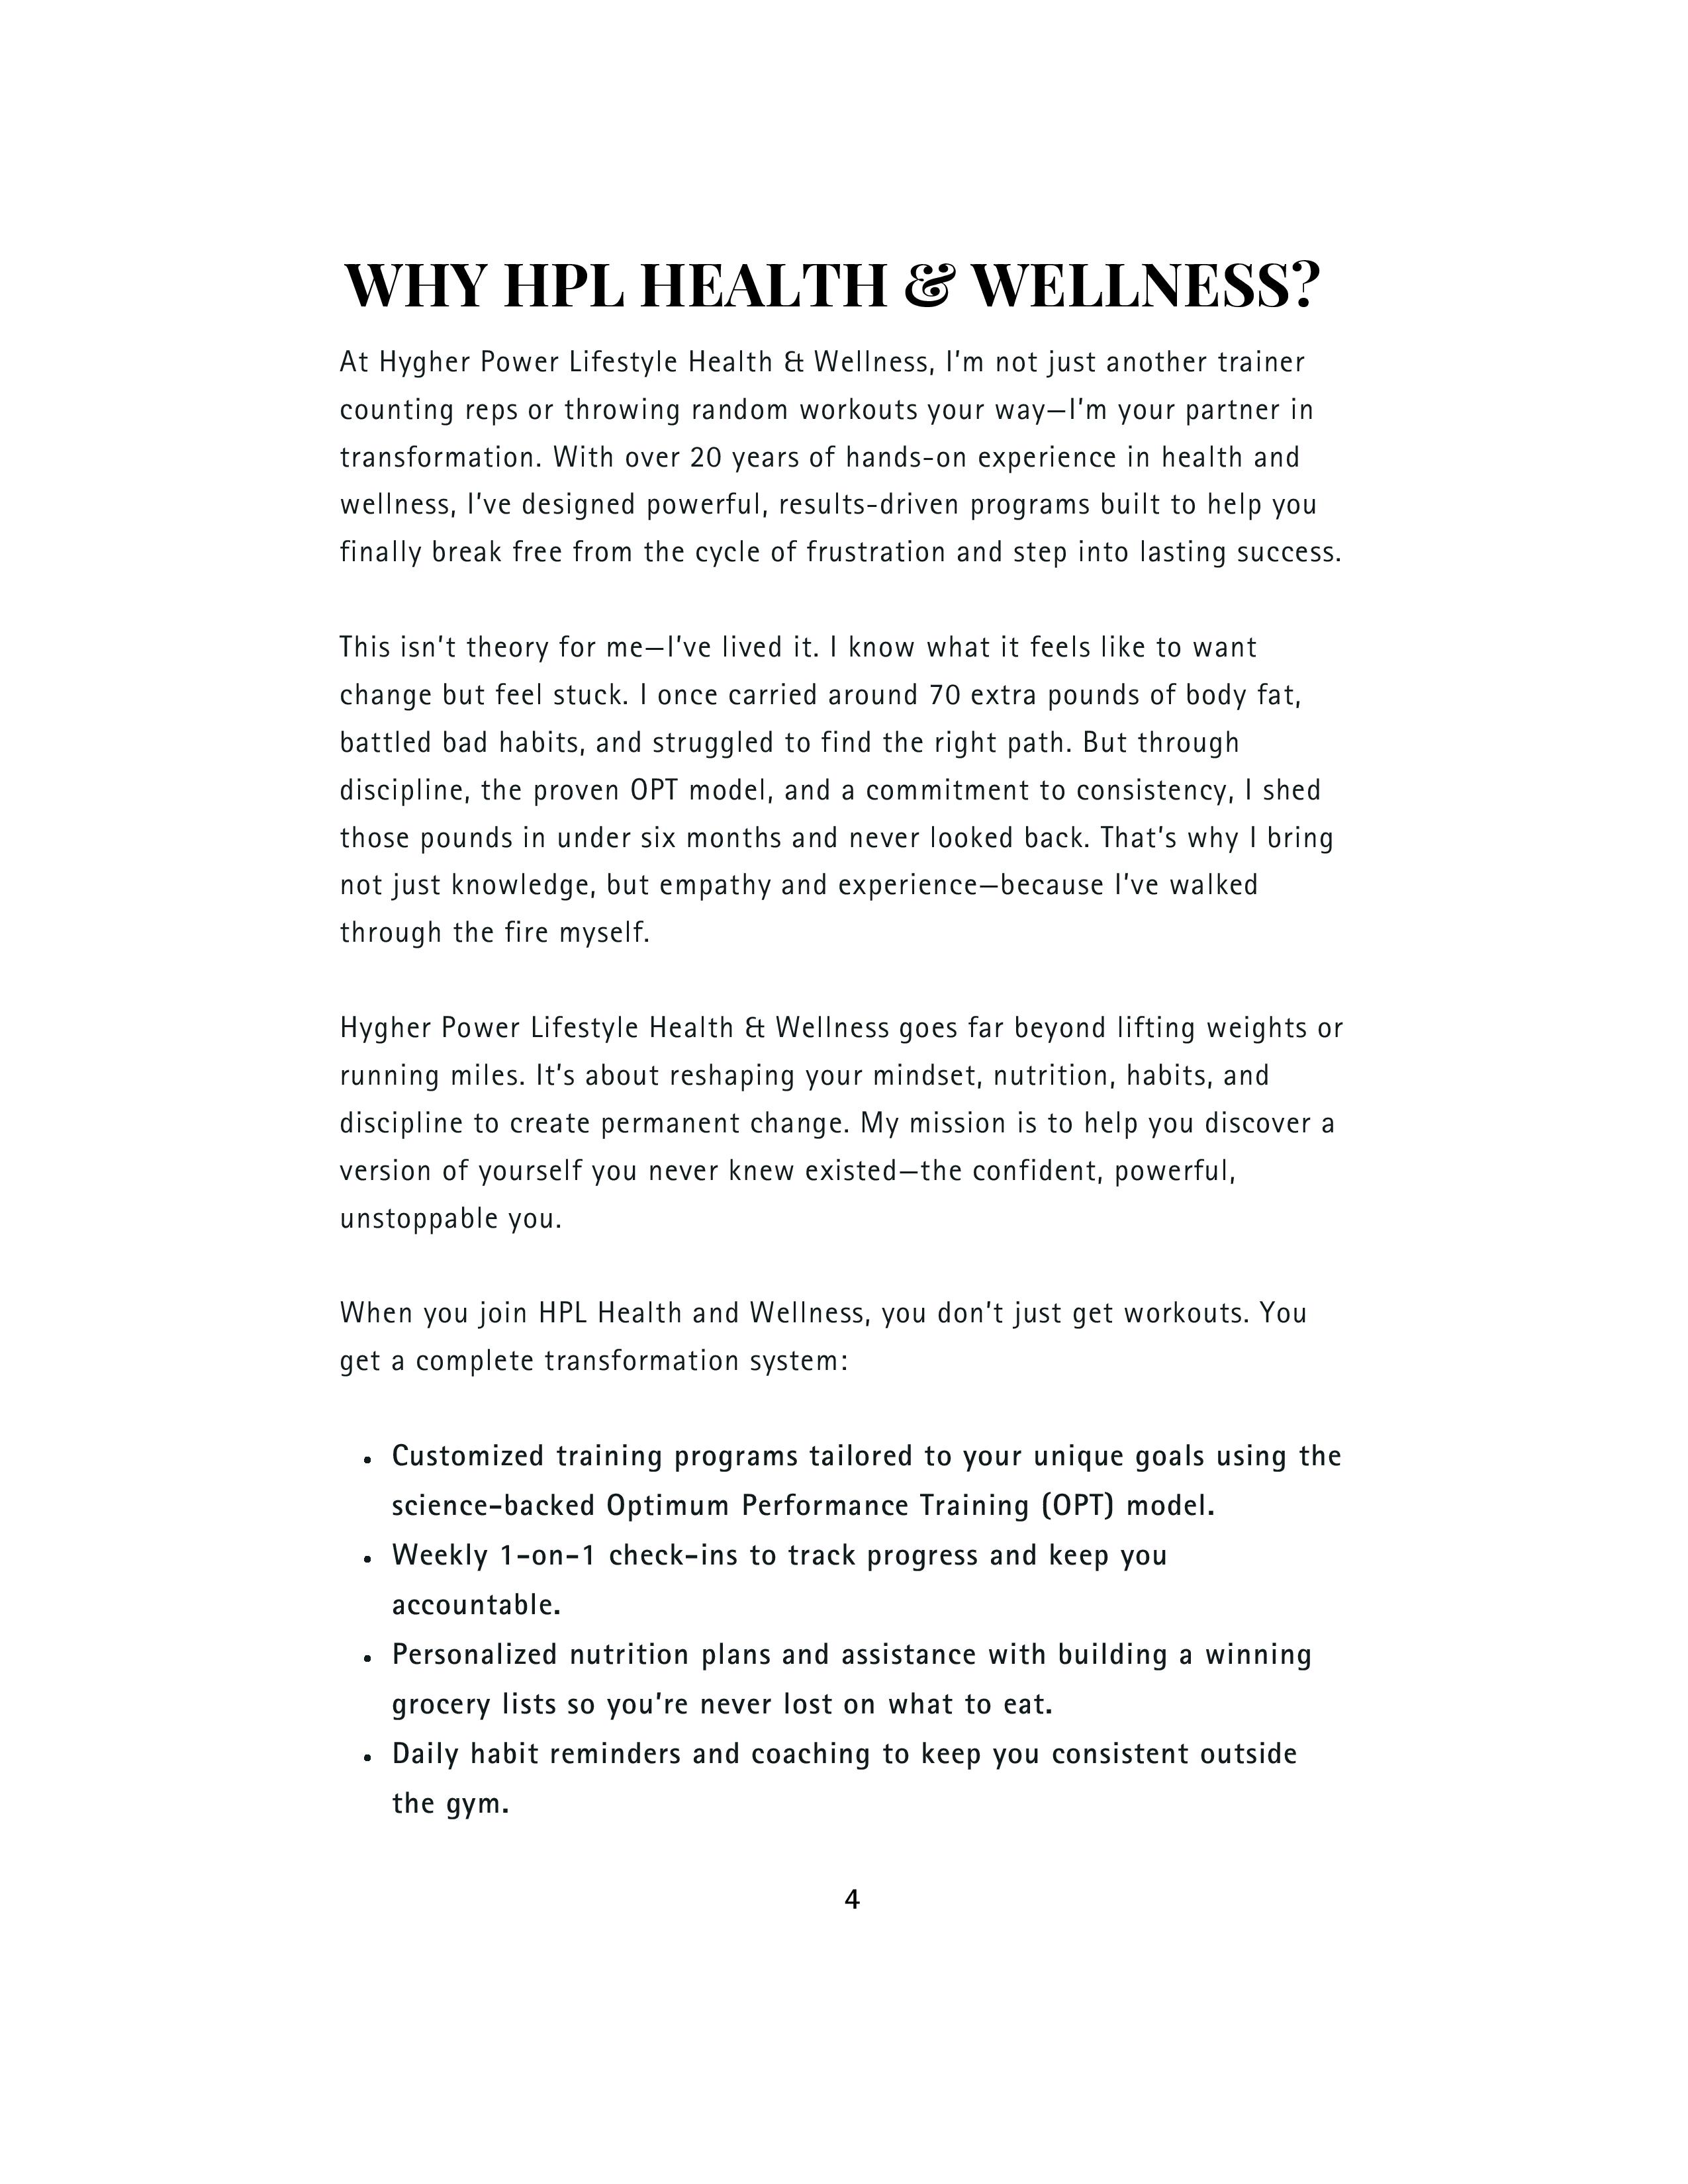 WHY HPL HEALTH & WELLNESS?
At Hygher Power Lifestyle Health & Wellness, I'm not just another trainer
counting reps or throwing random workouts your way—I'm your partner in
transformation. With over 20 years of hands-on experience in health and
wellness, I've designed powerful, results-driven programs built to help you
finally break free from the cycle of frustration and step into lasting success.
This isn't theory for me—I've lived it. I know what it feels like to want
change but feel stuck. I once carried around 70 extra pounds of body fat,
battled bad habits, and struggled to find the right path. But through
discipline, the proven OPT model, and a commitment to consistency, I shed
those pounds in under six months and never looked back. That's why I bring
not just knowledge, but empathy and experience—because I've walked
through the fire myself.
Hygher Power Lifestyle Health & Wellness goes far beyond lifting weights or
running miles. It's about reshaping your mindset, nutrition, habits, and
discipline to create permanent change. My mission is to help you discover a
version of yourself you never knew existed—the confident, powerful,
unstoppable you.
When you join HPL Health and Wellness, you don't just get workouts. You
get a complete transformation system:
• Customized training programs tailored to your unique goals using the
science-backed Optimum Performance Training (OPT) model.
• Weekly 1-on-1 check-ins to track progress and keep you
accountable.
• Personalized nutrition plans and assistance with building a winning
grocery lists so you're never lost on what to eat.
• Daily habit reminders and coaching to keep you consistent outside
the gym.
4